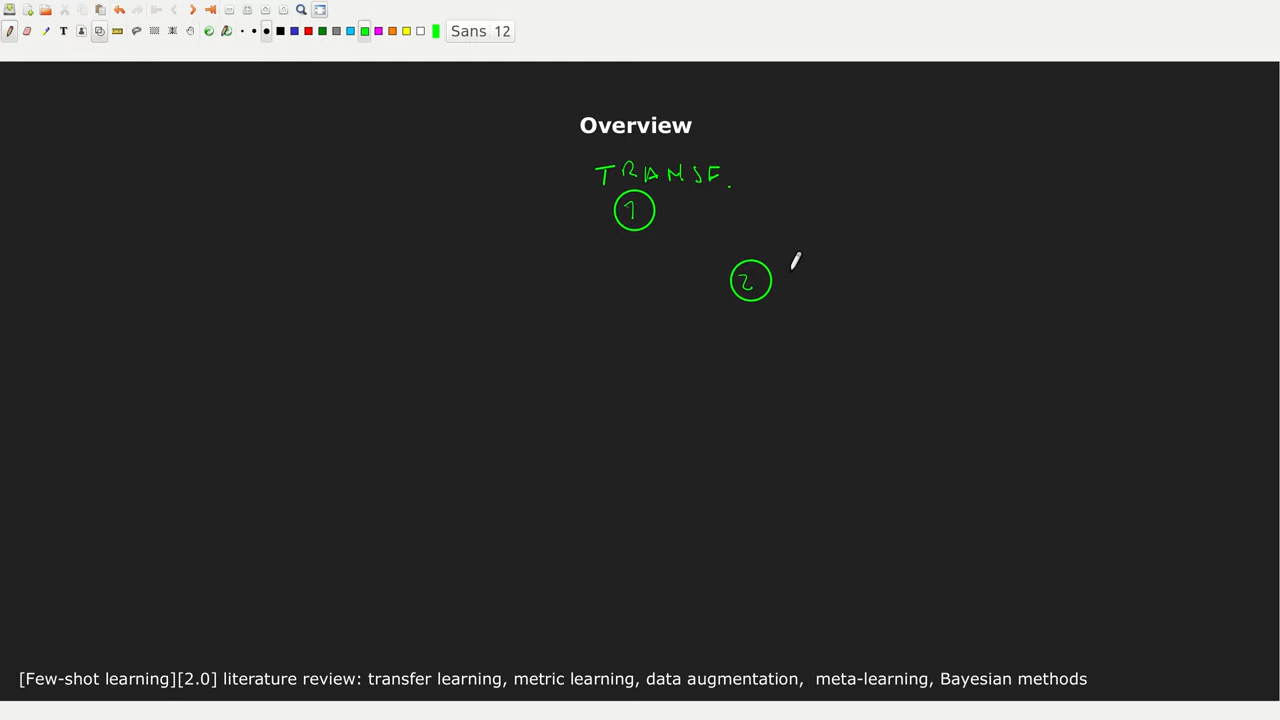 Sans 12
Overview
TRANSF.
1
2
[Few-shot learning][2.0] literature review: transfer learning, metric learning, data augmentation, meta-learning, Bayesian methods